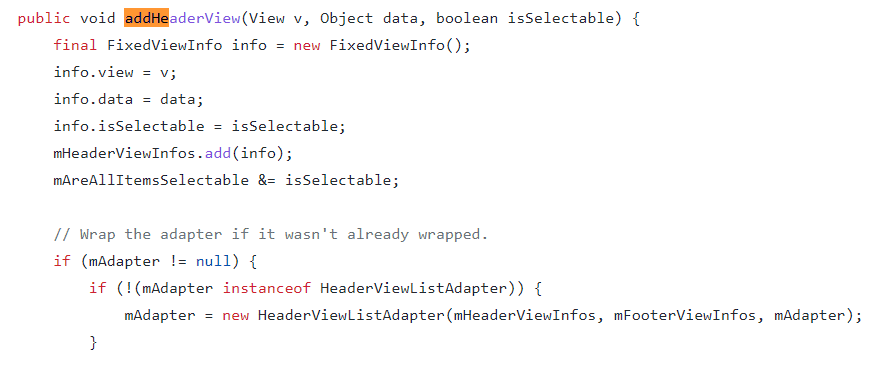 public void addHeaderView(View v, Object data, boolean isSelectable) {
    final FixedViewInfo info = new FixedViewInfo();
    info.view = v;
    info.data = data;
    info.isSelectable = isSelectable;
    mHeaderViewInfos.add(info);
    mAreAllItemsSelectable &= isSelectable;

    // Wrap the adapter if it wasn't already wrapped.
    if (mAdapter != null) {
        if (!(mAdapter instanceof HeaderViewListAdapter)) {
            mAdapter = new HeaderViewListAdapter(mHeaderViewInfos, mFooterViewInfos, mAdapter);
        }